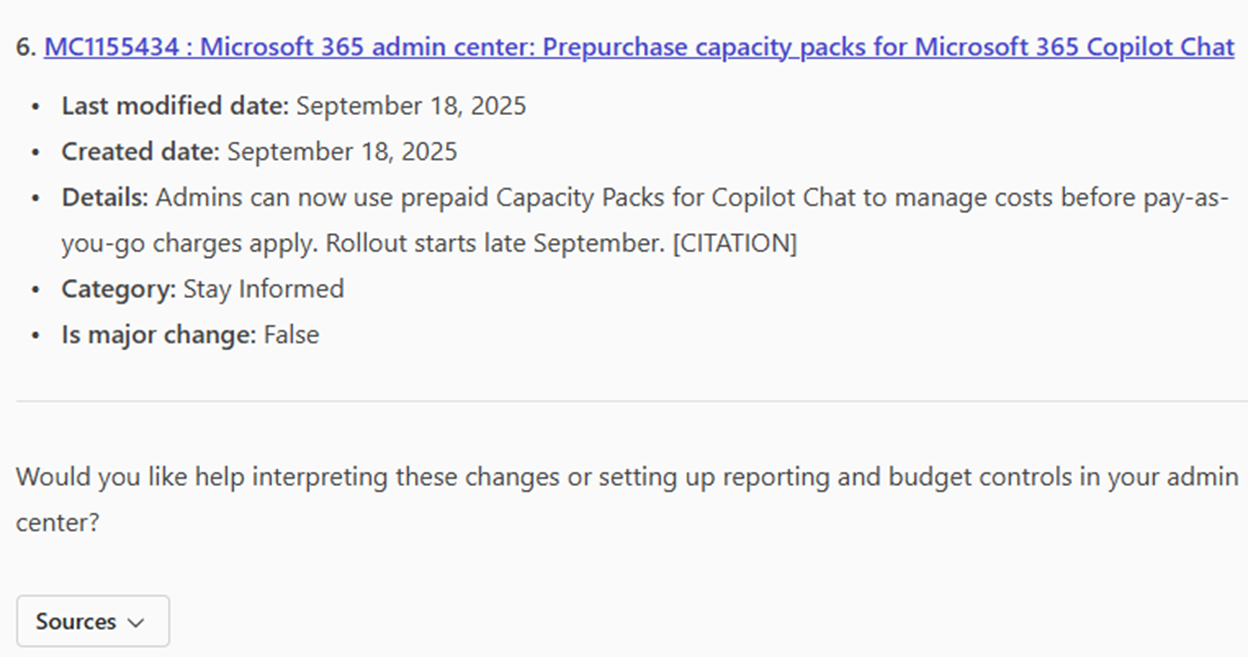 6. MC1155434 : Microsoft 365 admin center: Prepurchase capacity packs for Microsoft 365 Copilot Chat
• Last modified date: September 18, 2025
• Created date: September 18, 2025
• Details: Admins can now use prepaid Capacity Packs for Copilot Chat to manage costs before pay-as-
you-go charges apply. Rollout starts late September. [CITATION]
• Category: Stay Informed
• Is major change: False
Would you like help interpreting these changes or setting up reporting and budget controls in your admin
center?
Sources